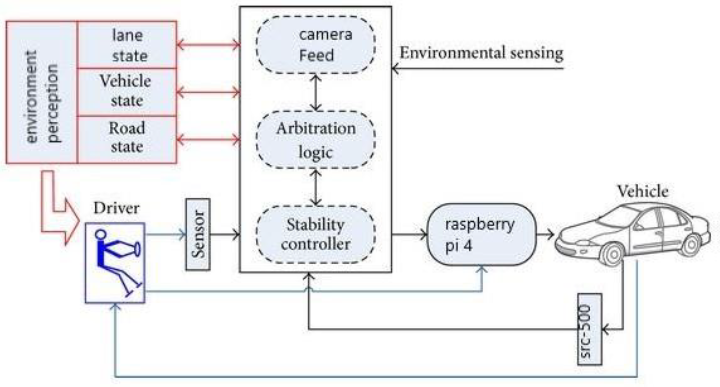 environment
perception
lane
state
Vehicle
state
Road
state
camera
Feed
Arbitration
logic
Stability
controller
Environmental sensing
Driver
Sensor
raspberry
pi 4
Vehicle
src-500